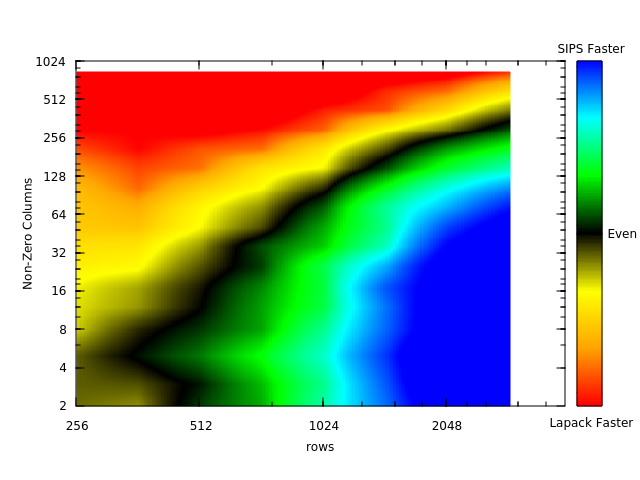 SIPS Faster
1024
512
256
128
64
32
16
8
4
2
Non-Zero Columns
256
512
1024
2048
rows
Even
Lapack Faster